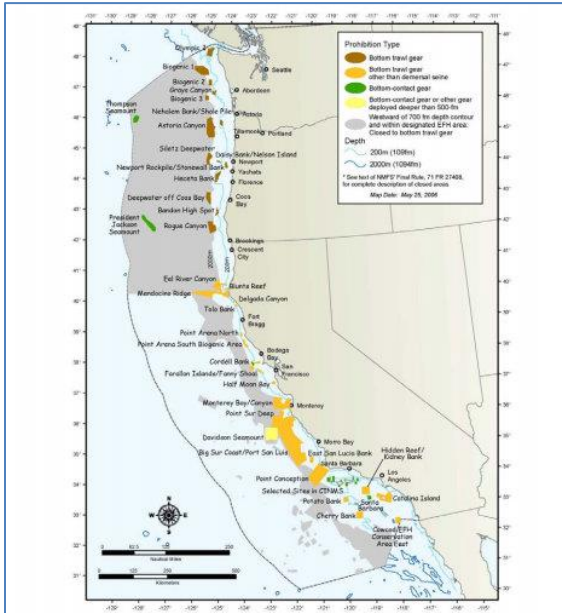 Prohibition Type
Bottom trawl gear
Bottom trawl gear
other than demersal seine
Bottom-contact gear
Bottom-contact gear or other gear
deployed deeper than 500-fm
Westward of 700 fm depth contour
and within designated EFH area:
Closed to bottom trawl gear
Depth
200m (109fm)
2000m (1094fm)
* See text of NMFS' Final Rule, 71 FR 27408,
for complete description of closed areas
Map Date: May 25, 2006
Olympic 2
Biogenic 1
Seattle
Biogenic 2
Grays Canyon
Aberdeen
Biogenic 3
Thompson
Seamount
Nehalem Bank/Shale Pile
Astoria
Astoria Canyon
Tillamook
Portland
Siletz Deepwater
Daisy Bank/Nelson Island
Newport Rockpile/Stonewall Bank
Newport
Yachats
Heceta Bank
Florence
Deepwater off Coos Bay
Coos
Bay
Bandon High Spot
President
Jackson
Seamount
Rogue Canyon
Brookings
Crescent
City
2000m
200m
Eel River Canyon
Blunts Reef
Mendocino Ridge
Delgada Canyon
Tolo Bank
Fort
Bragg
Point Arena North
Point Arena South Biogenic Area
Bodega
Bay
Cordell Bank
San
Francisco
Farallon Islands/Fanny Shoal
Half Moon Bay
Monterey Bay/Canyon
Monterey
Point Sur Deep
Davidson Seamount
Morro Bay
Big Sur Coast/Port San Luis
East San Lucia Bank
Santa Barbara
Hidden Reef/
Kidney Bank
Los
Angeles
Point Conception
Selected Sites in CINMS
Santa
Barbara
Catalina Island
Potato Bank
Cherry Bank
Cowcod EFH
Conservation
Area East
N
Nautical Miles
Kilometers